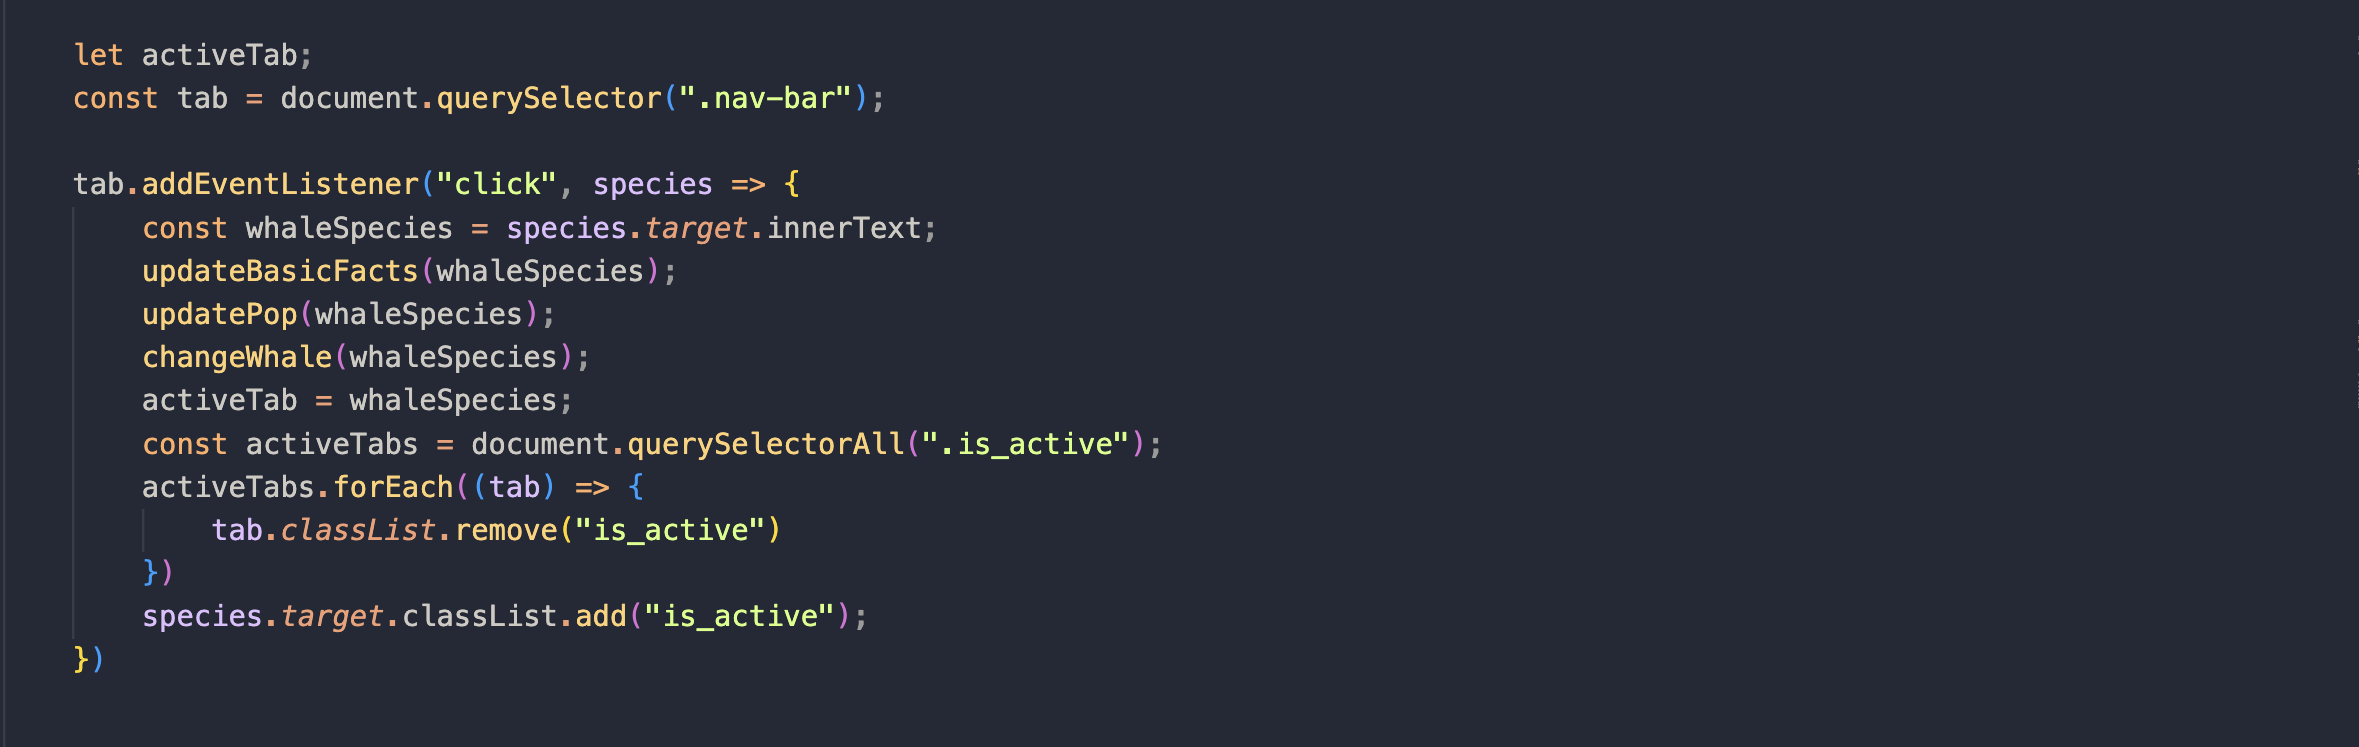 let activeTab;
const tab = document.querySelector(".nav-bar");
tab.addEventListener("click", species => {
const whaleSpecies = species.target.innerText;
updateBasicFacts(whaleSpecies);
updatePop(whaleSpecies);
changeWhale(whaleSpecies);
activeTab = whaleSpecies;
const activeTabs = document.querySelectorAll(".is_active");
activeTabs.forEach((tab) => {
tab.classList.remove("is_active")
})
species.target.classList.add("is_active");
})